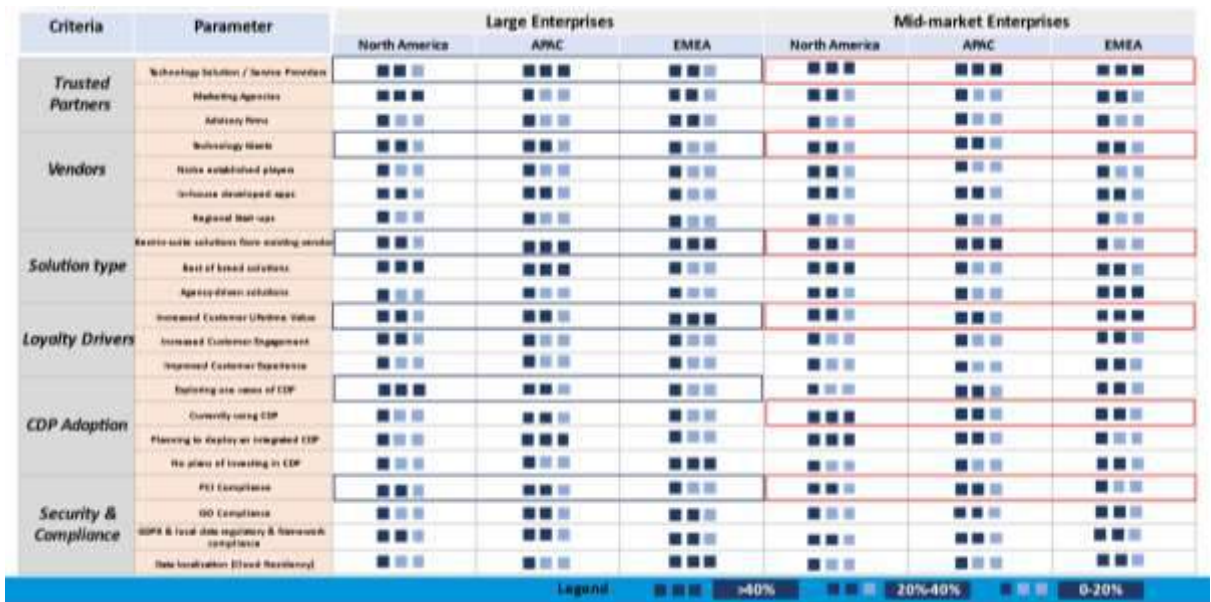 Criteria
Parameter
Large Enterprises
Mid-market Enterprises
North America
APAC
EMEA
North America
APAC
EMEA
Trusted
Partners
Technology Solution / Service Providers
Marketing Agencies
Advisory firms
Vendors
Technology Giants
Niche established players
In-house developed apps
Regional Start-ups
Solution type
solutions from existing vendor
Best of breed solutions
Agency driven solutions
Loyalty Drivers
Increased Customer Lifetime Value
Increased Customer Engagement
Improved Customer Experience
CDP Adoption
Exploring use cases of CDP
Currently using CDP
Planning to deploy an integrated CDP
No plans of investing in CDP
Security &
Compliance
PCI Compliance
ISO Compliance
GDPR & local data regulatory & framework
compliance
Data localization (Cloud Residency)
Legend
>40%
20%-40%
0-20%